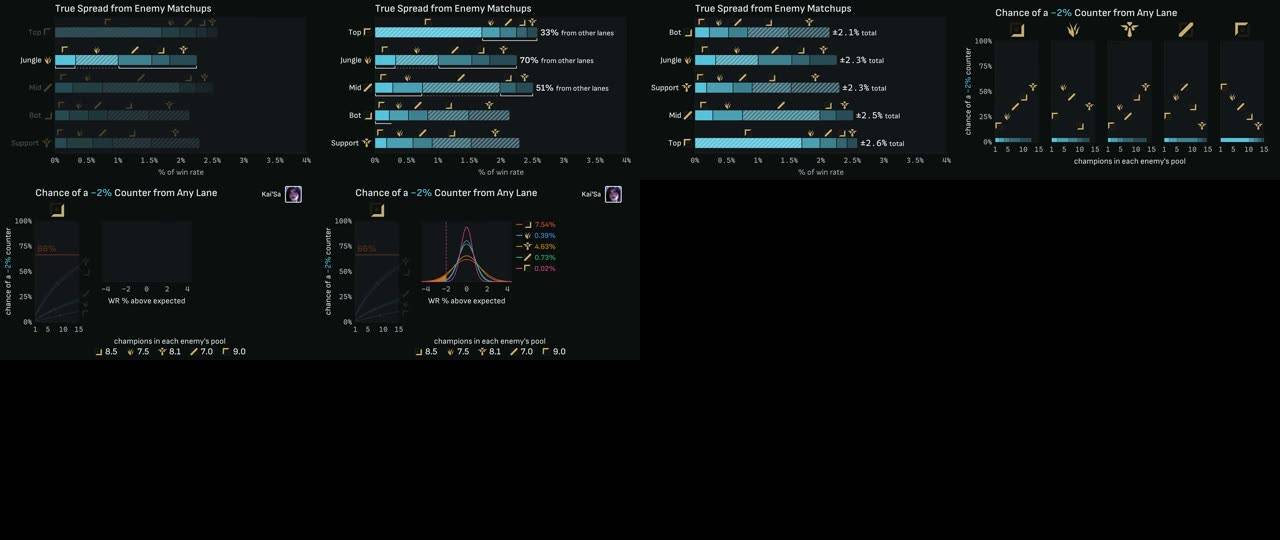 True Spread from Enemy Matchups
Top
Jungle
Mid
Bot
Support
0% 0.5% 1% 1.5% 2% 2.5% 3% 3.5% 4%
% of win rate
True Spread from Enemy Matchups
Top 33% from other lanes
Jungle 70% from other lanes
Mid 51% from other lanes
Bot
Support
0% 0.5% 1% 1.5% 2% 2.5% 3% 3.5% 4%
% of win rate
True Spread from Enemy Matchups
Bot ±2.1% total
Jungle ±2.3% total
Support ±2.3% total
Mid ±2.5% total
Top ±2.6% total
0% 0.5% 1% 1.5% 2% 2.5% 3% 3.5% 4%
% of win rate
Chance of a −2% Counter from Any Lane
chance of a −2% counter
100%
75%
50%
25%
0%
1 5 10 15 1 5 10 15 1 5 10 15 1 5 10 15 1 5 10 15
champions in each enemy's pool
Chance of a −2% Counter from Any Lane
Kai'Sa
chance of a −2% counter
100%
75%
50%
25%
0%
66%
1 5 10 15
−4 −2 0 2 4
WR % above expected
champions in each enemy's pool
8.5 7.5 8.1 7.0 9.0
Chance of a −2% Counter from Any Lane
Kai'Sa
chance of a −2% counter
100%
75%
50%
25%
0%
66%
1 5 10 15
−4 −2 0 2 4
WR % above expected
7.54%
0.39%
4.63%
0.73%
0.02%
champions in each enemy's pool
8.5 7.5 8.1 7.0 9.0